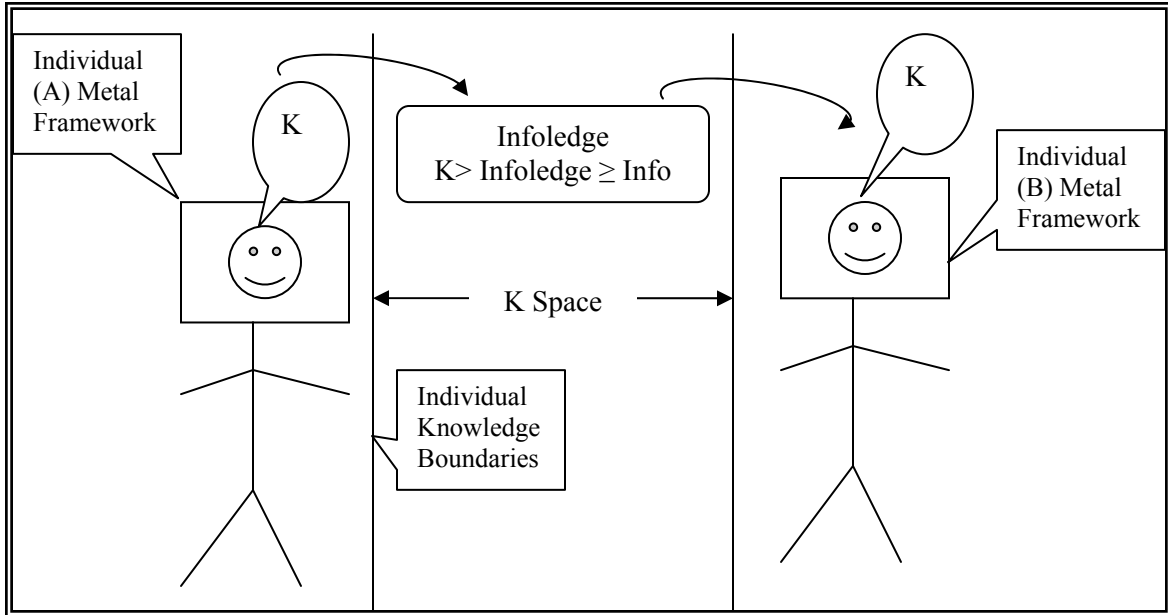 Individual
(A) Metal
Framework
K
Infoledge
K> Infoledge ≥ Info
K
Individual
(B) Metal
Framework
K Space
Individual
Knowledge
Boundaries